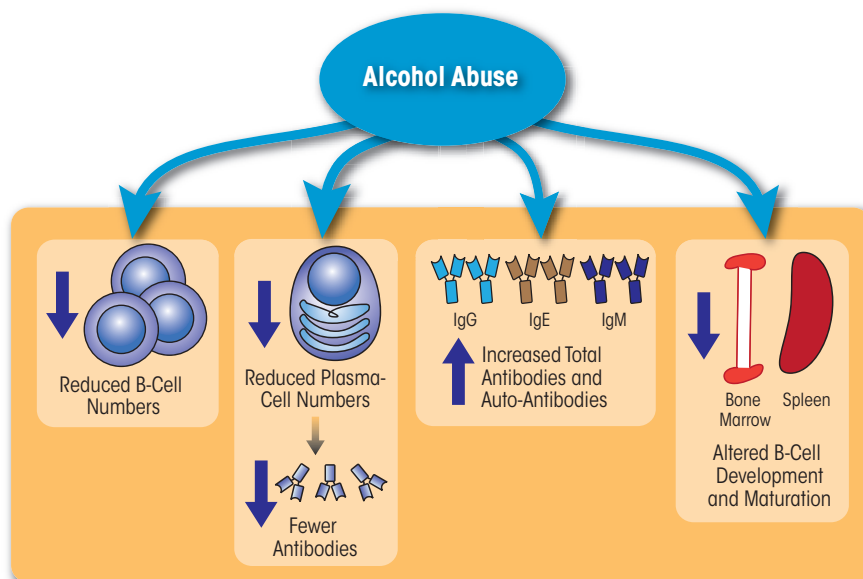 Alcohol Abuse
Reduced B-Cell
Numbers
Reduced Plasma-
Cell Numbers
Fewer
Antibodies
IgG
IgE
IgM
Increased Total
Antibodies and
Auto-Antibodies
Bone
Marrow
Spleen
Altered B-Cell
Development
and Maturation